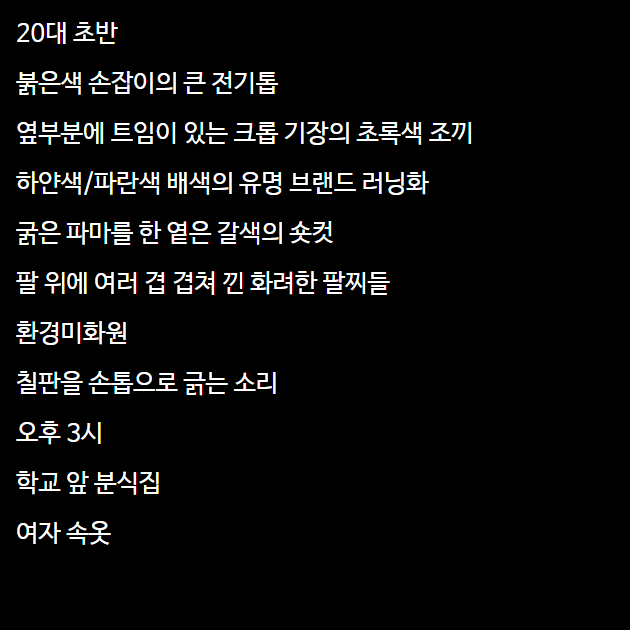 20대 초반
붉은색 손잡이의 큰 전기톱
옆부분에 트임이 있는 크롭 기장의 초록색 조끼
하얀색/파란색 배색의 유명 브랜드 러닝화
굵은 파마를 한 옅은 갈색의 숏컷
팔 위에 여러 겹 겹쳐 낀 화려한 팔찌들
환경미화원
칠판을 손톱으로 긁는 소리
오후 3시
학교 앞 분식집
여자 속옷